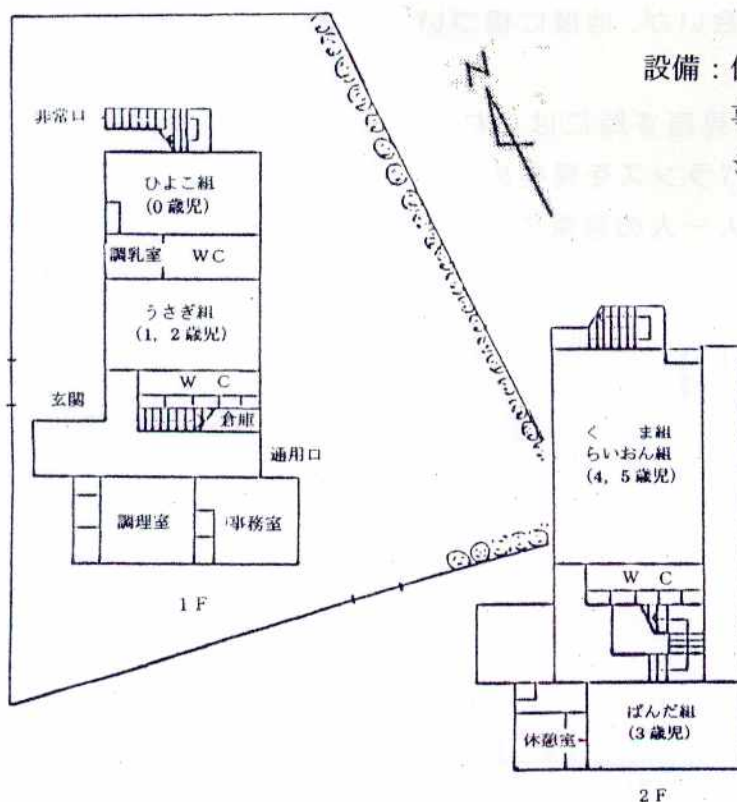 設備：
N
非常口
ひよこ組
(0歳児)
調乳室
WC
うさぎ組
(1，2歳児)
W C
倉庫
玄関
通用口
調理室
事務室
1F
く ま組
らいおん組
(4，5歳児)
W C
ぱんだ組
(3歳児)
休憩室
2F